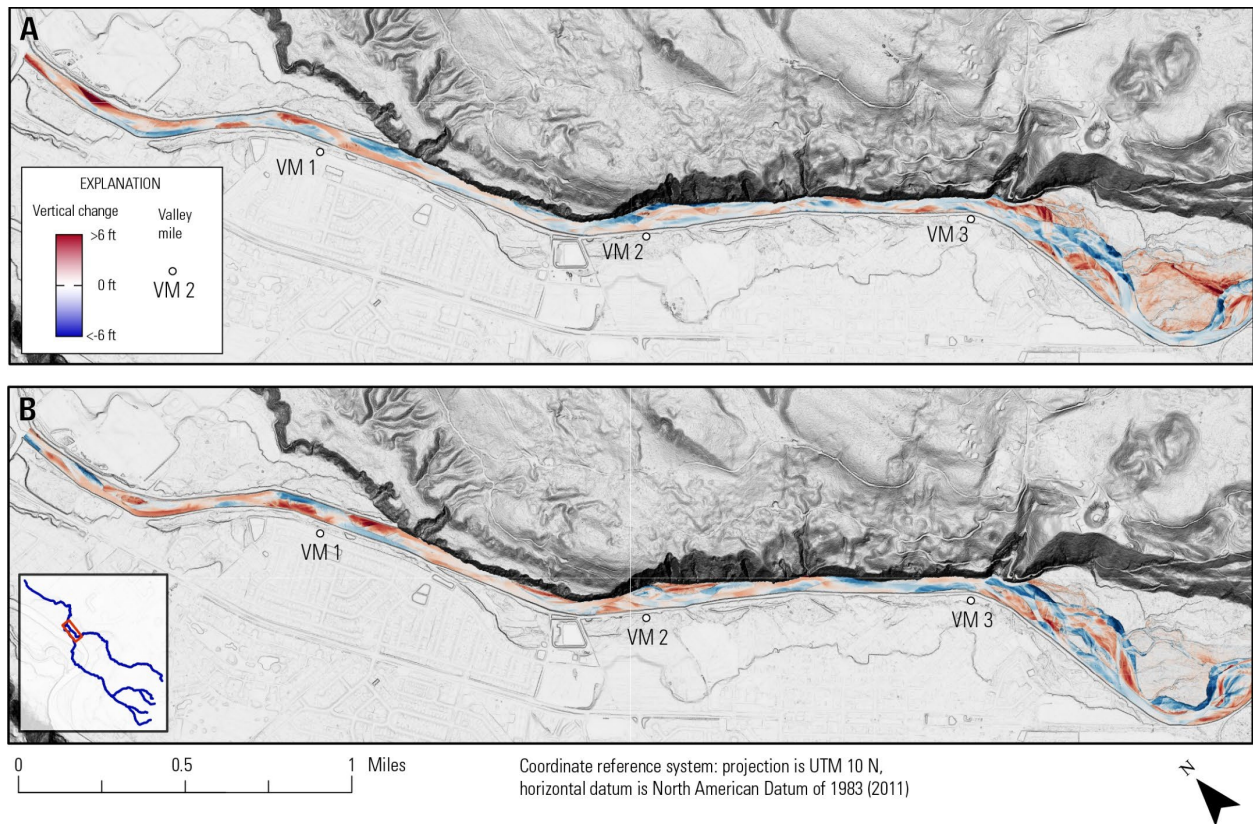 A
VM 1
VM 2
VM 3
EXPLANATION
Vertical change
Valley
mile
>6 ft
0 ft
<-6 ft
VM 2
B
VM 1
VM 2
VM 3
0
0.5
1
Miles
Coordinate reference system: projection is UTM 10 N,
horizontal datum is North American Datum of 1983 (2011)
N